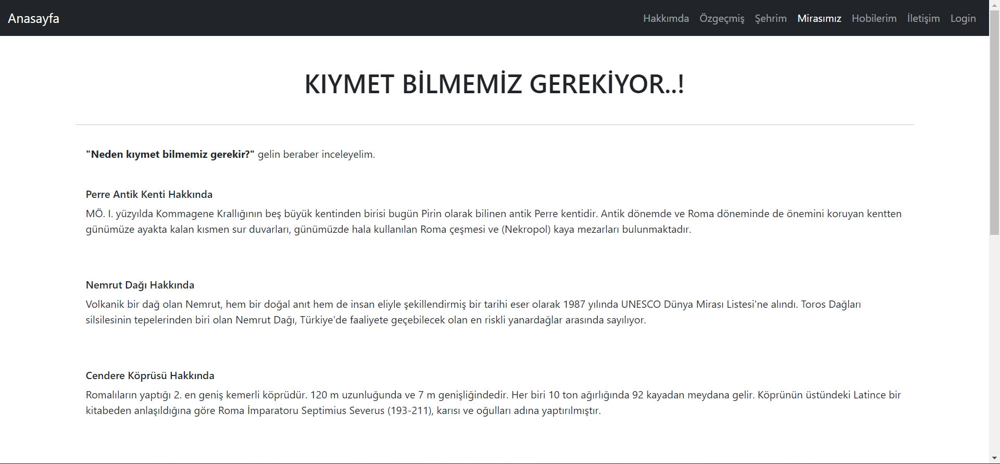 Anasayfa Hakkımda Özgeçmiş Şehrim Mirasımız Hobilerim İletişim Login
KIYMET BİLMEMİZ GEREKİYOR..!
"Neden kıymet bilmemiz gerekir?" gelin beraber inceleyelim.
Perre Antik Kenti Hakkında
MÖ. I. yüzyılda Kommagene Krallığının beş büyük kentinden birisi bugün Pirin olarak bilinen antik Perre kentidir. Antik dönemde ve Roma döneminde de önemini koruyan kentten
günümüze ayakta kalan kısmen sur duvarları, günümüzde hala kullanılan Roma çeşmesi ve (Nekropol) kaya mezarları bulunmaktadır.
Nemrut Dağı Hakkında
Volkanik bir dağ olan Nemrut, hem bir doğal anıt hem de insan eliyle şekillendirmiş bir tarihi eser olarak 1987 yılında UNESCO Dünya Mirası Listesi'ne alındı. Toros Dağları
silsilesinin tepelerinden biri olan Nemrut Dağı, Türkiye'de faaliyete geçebilecek olan en riskli yanardağlar arasında sayılıyor.
Cendere Köprüsü Hakkında
Romalıların yaptığı 2. en geniş kemerli köprüdür. 120 m uzunluğunda ve 7 m genişliğindedir. Her biri 10 ton ağırlığında 92 kayadan meydana gelir. Köprünün üstündeki Latince bir
kitabeden anlaşıldığına göre Roma İmparatoru Septimius Severus (193-211), karısı ve oğulları adına yaptırılmıştır.